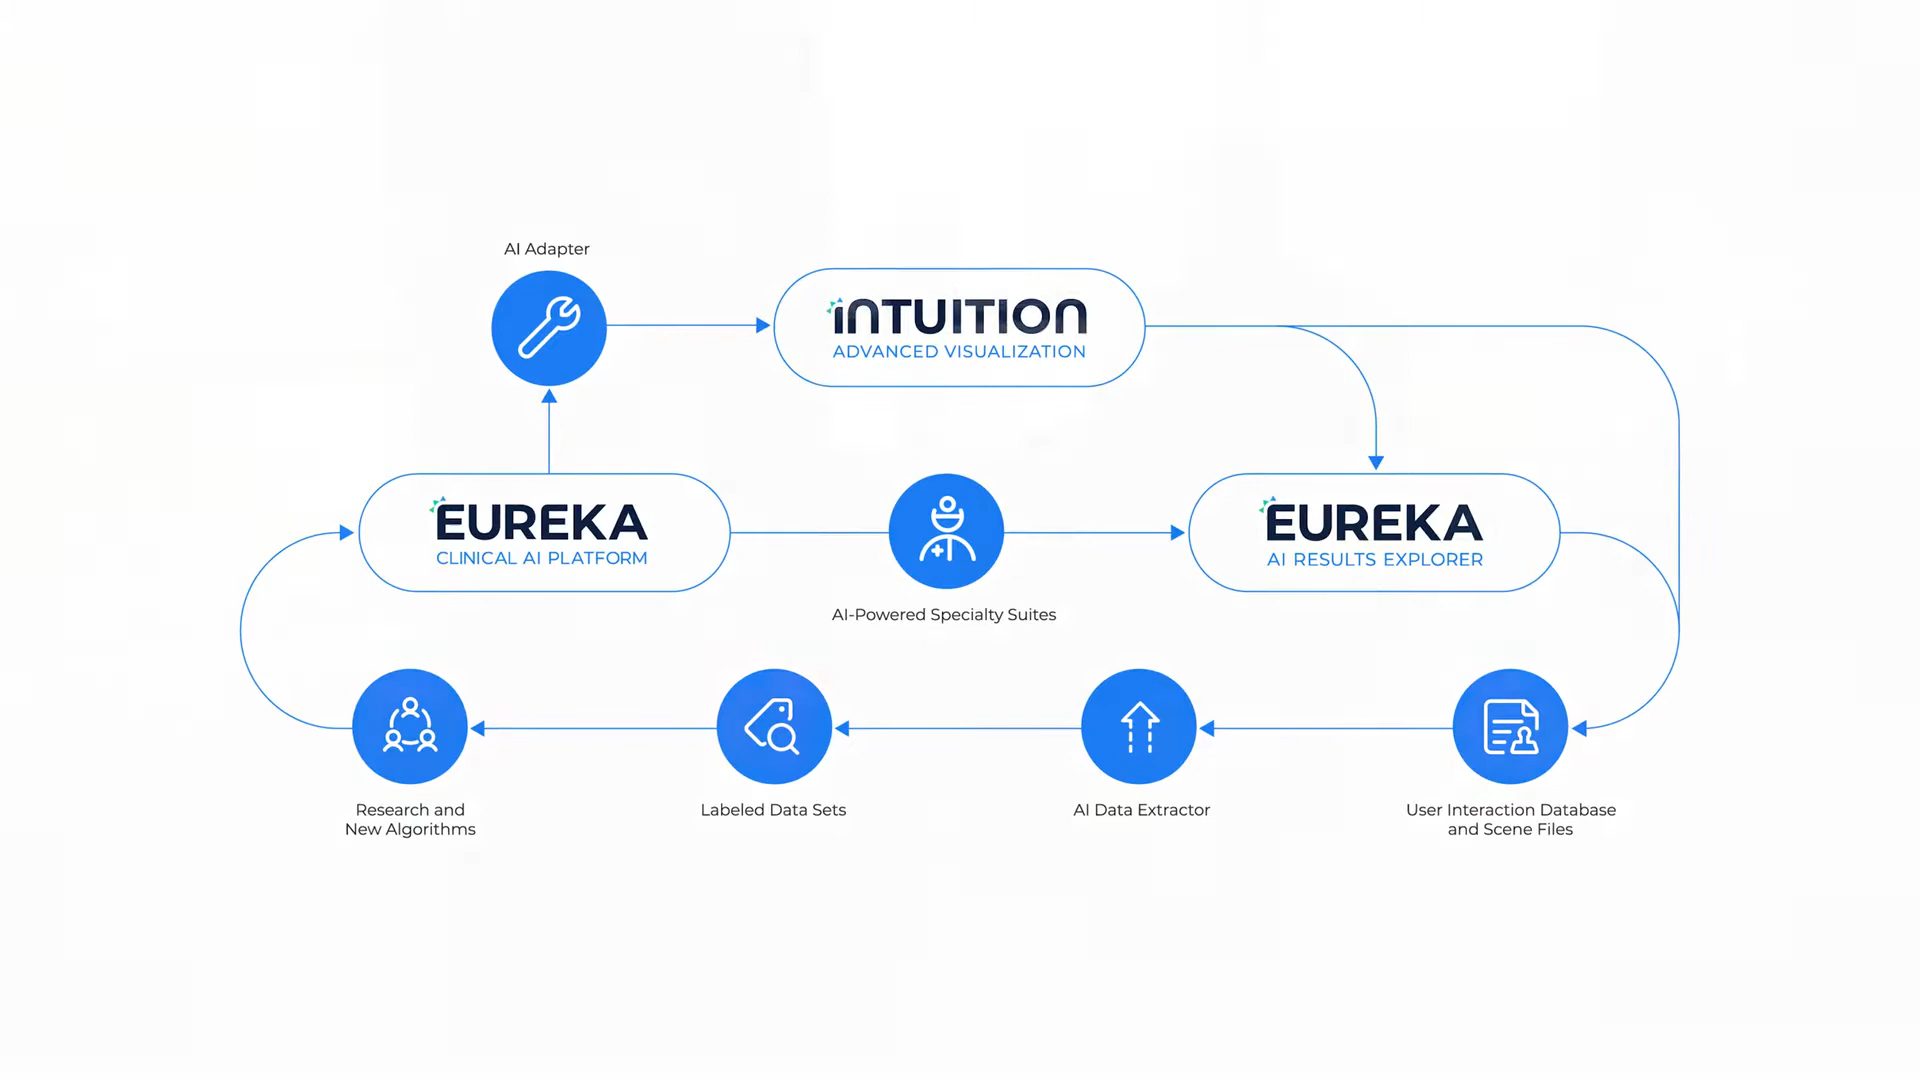 AI Adapter
INTUITION
ADVANCED VISUALIZATION
EUREKA
CLINICAL AI PLATFORM
AI-Powered Specialty Suites
EUREKA
AI RESULTS EXPLORER
Research and
New Algorithms
Labeled Data Sets
AI Data Extractor
User Interaction Database
and Scene Files